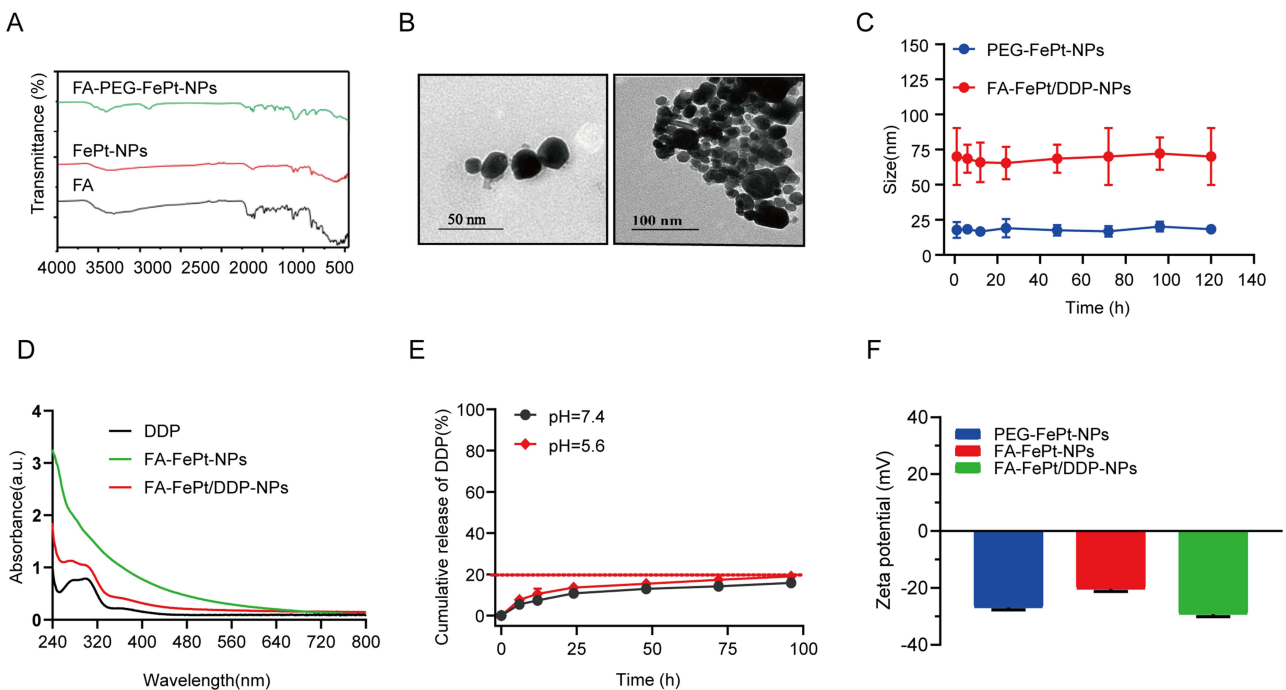 A
Transmittance (%)
FA-PEG-FePt-NPs
FePt-NPs
FA
4000 3500 3000 2000 1000 500
B
50 nm
100 nm
C
Size(nm)
150
125
100
75
50
25
0
PEG-FePt-NPs
FA-FePt/DDP-NPs
0 20 40 60 80 100 120 140
Time (h)
D
Absorbance(a.u.)
4
3
2
1
0
DDP
FA-FePt-NPs
FA-FePt/DDP-NPs
240 320 400 480 560 640 720 800
Wavelength(nm)
E
Cumulative release of DDP(%)
100
80
60
40
20
0
pH=7.4
pH=5.6
0 25 50 75 100
Time (h)
F
Zeta potential (mV)
40
20
0
-20
-40
PEG-FePt-NPs
FA-FePt-NPs
FA-FePt/DDP-NPs